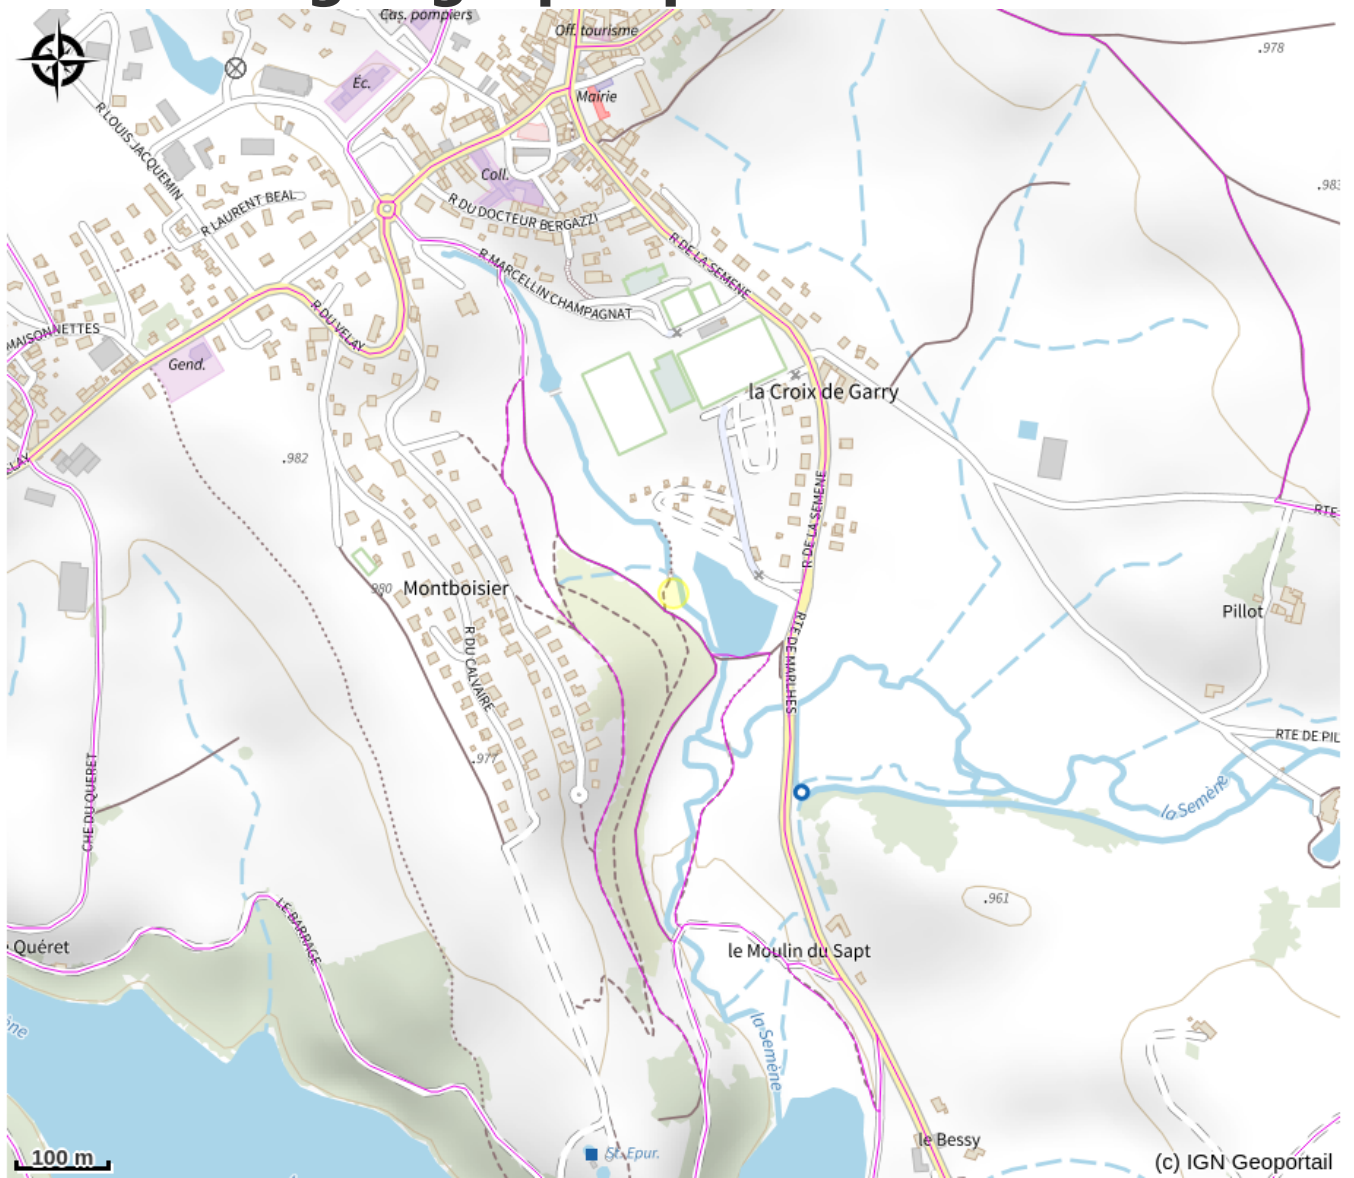 Cas. pompiers
Off. tourisme
.978
Éc.
Mairie
R LOUIS JACQUEMIN
Coll.
.983
R LAURENT BEAL
R DU DOCTEUR BERGAZZI
R DE LA SEMENE
R MARCELLIN CHAMPAGNAT
MAISONNETTES
R DU VELAY
Gend.
la Croix de Garry
.982
LAY
R DE LA SEMENE
RTE
980
Montboisier
Pillot
RTE DE MARLHES
R DU CALVAIRE
RTE DE PIL
.977
CHE DU QUERET
la Semène
.961
LE BARRAGE
Quéret
le Moulin du Sapt
ène
la Semène
le Bessy
St. Epur.
100 m
(c) IGN Geoportail